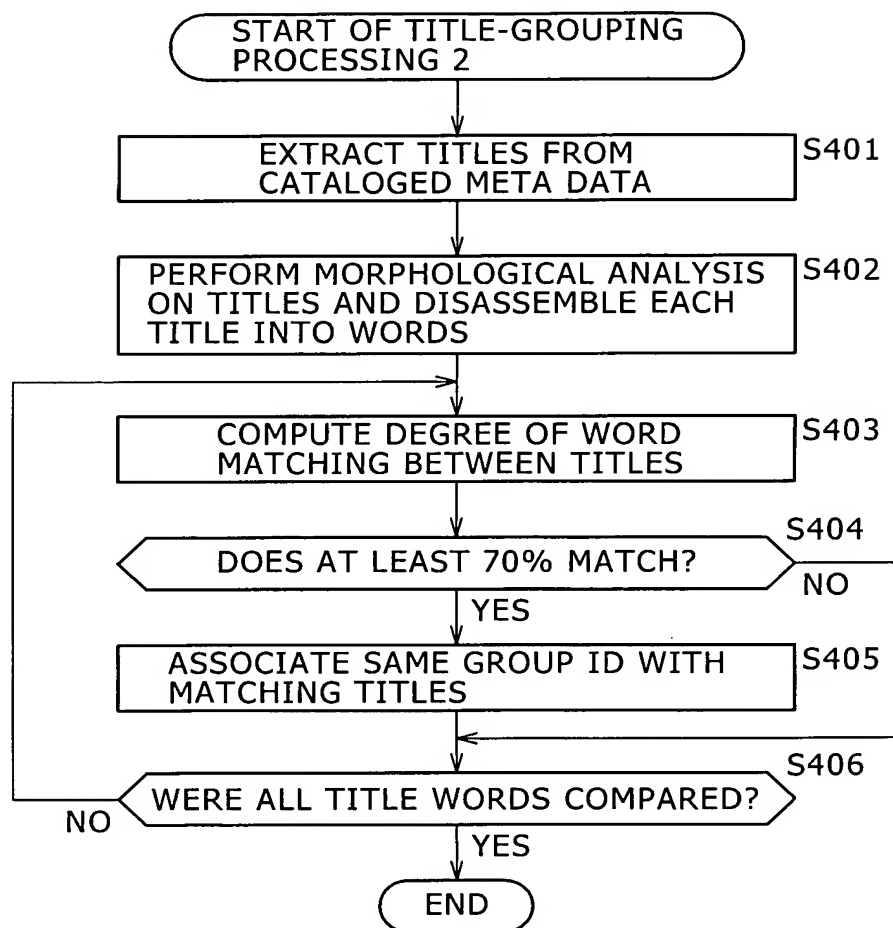 START OF TITLE-GROUPING
PROCESSING 2
EXTRACT TITLES FROM
CATALOGED META DATA
S401
PERFORM MORPHOLOGICAL ANALYSIS
ON TITLES AND DISASSEMBLE EACH
TITLE INTO WORDS
S402
COMPUTE DEGREE OF WORD
MATCHING BETWEEN TITLES
S403
S404
DOES AT LEAST 70% MATCH?
NO
YES
ASSOCIATE SAME GROUP ID WITH
MATCHING TITLES
S405
S406
WERE ALL TITLE WORDS COMPARED?
NO
YES
END